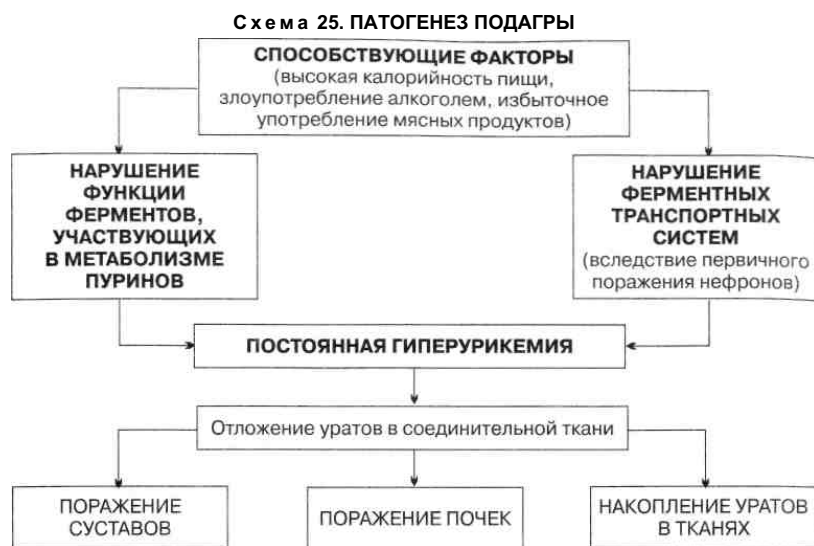 Схема 25. ПАТОГЕНЕЗ ПОДАГРЫ
СПОСОБСТВУЮЩИЕ ФАКТОРЫ
(высокая калорийность пищи,
злоупотребление алкоголем, избыточное
употребление мясных продуктов)
НАРУШЕНИЕ
ФУНКЦИИ
ФЕРМЕНТОВ,
УЧАСТВУЮЩИХ
В МЕТАБОЛИЗМЕ
ПУРИНОВ
НАРУШЕНИЕ
ФЕРМЕНТНЫХ
ТРАНСПОРТНЫХ
СИСТЕМ
(вследствие первичного
поражения нефронов)
ПОСТОЯННАЯ ГИПЕРУРИКЕМИЯ
Отложение уратов в соединительной ткани
ПОРАЖЕНИЕ
СУСТАВОВ
ПОРАЖЕНИЕ ПОЧЕК
НАКОПЛЕНИЕ УРАТОВ
В ТКАНЯХ